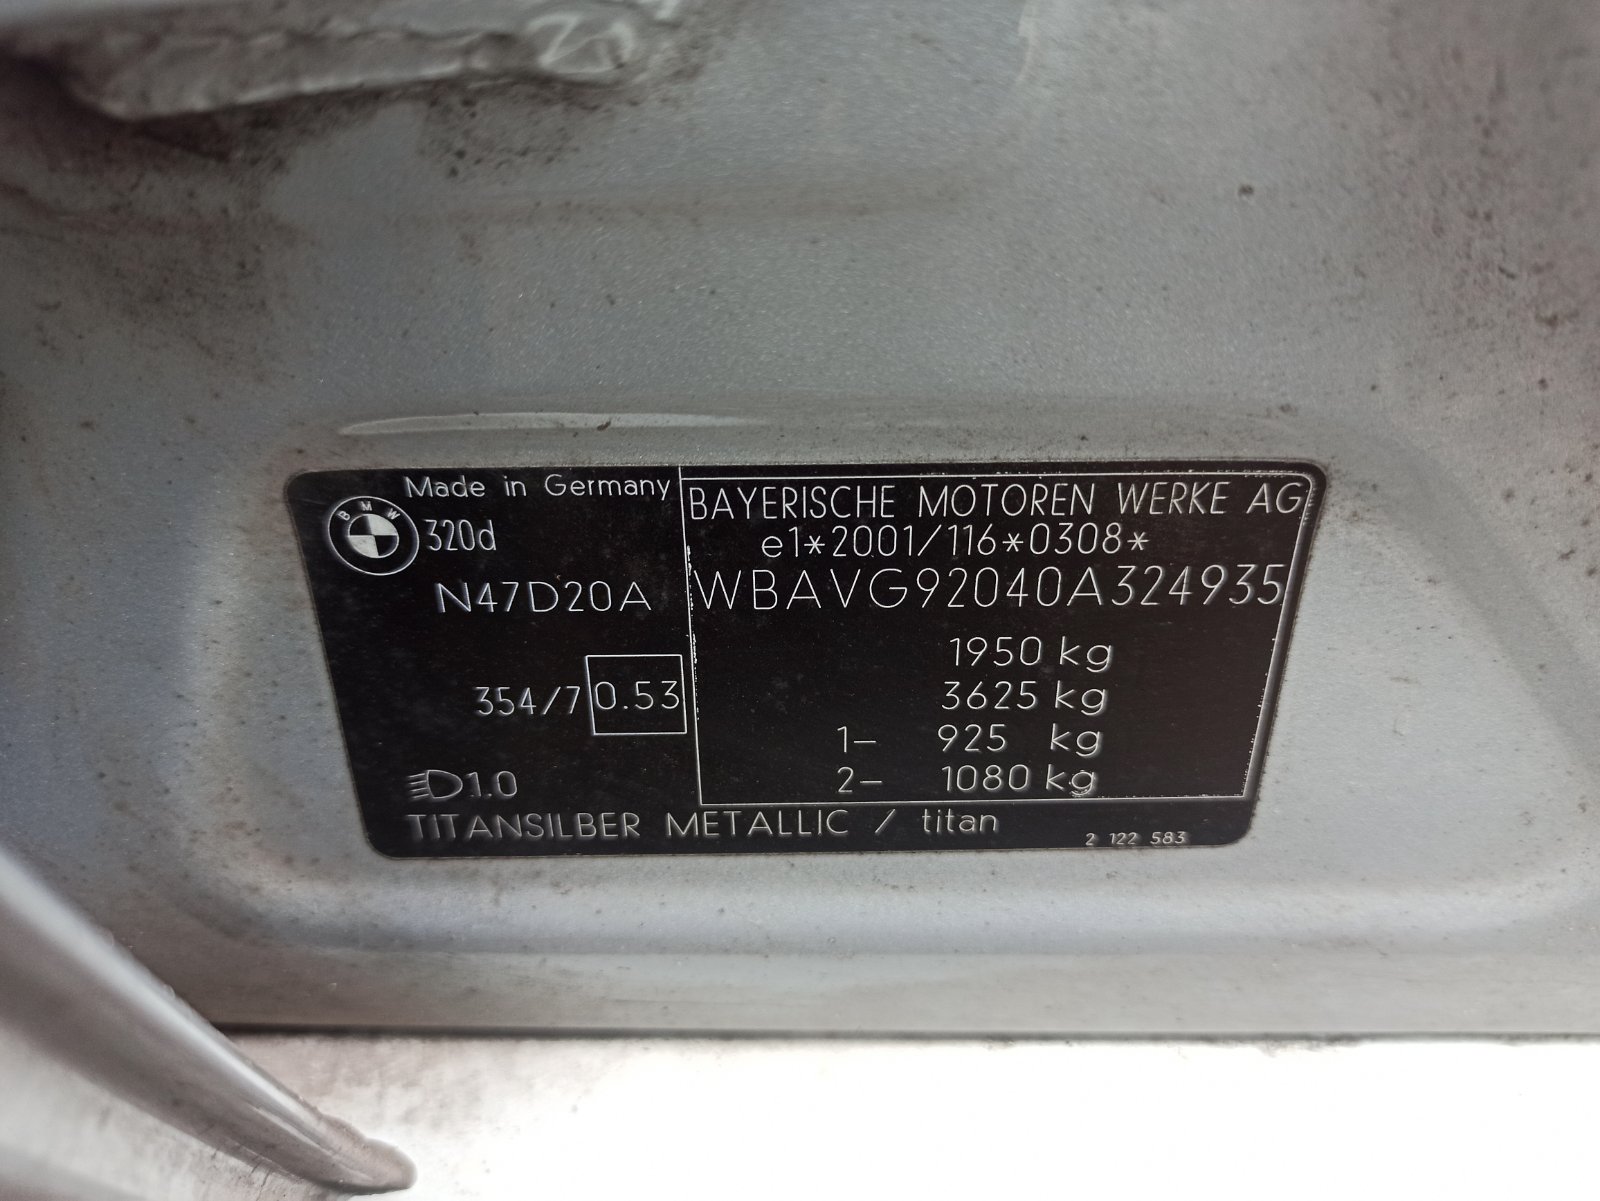 Made in Germany
BMW
320d
N47D20A
354/7 0.53
1.0
BAYERISCHE MOTOREN WERKE AG
e1*2001/116*0308*
WBAVG92040A324935
1950 kg
3625 kg
1– 925 kg
2– 1080 kg
TITANSILBER METALLIC / titan
2 122 583